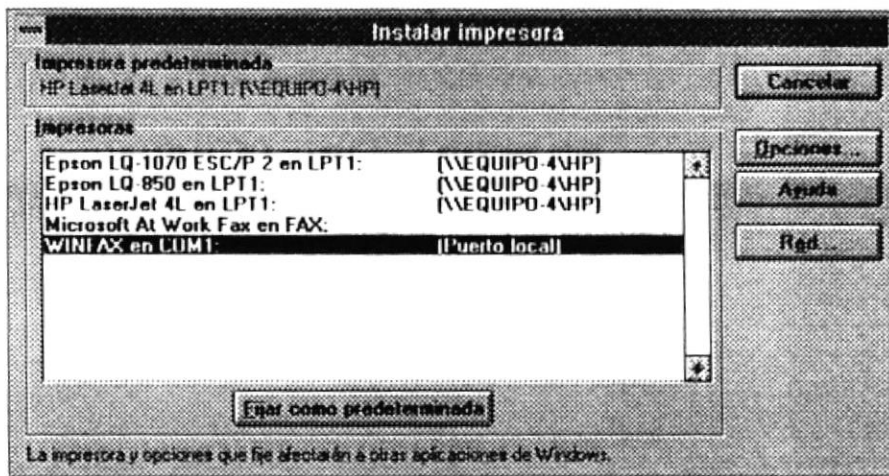 Instalar impresora
Impresora predeterminada
HP LaserJet 4L en LPT1: [\\EQUIPO-4\HP]
Cancelar
Impresoras
Epson LQ-1070 ESC/P 2 en LPT1: [\\EQUIPO-4\HP]
Epson LQ-850 en LPT1: [\\EQUIPO-4\HP]
HP LaserJet 4L en LPT1: [\\EQUIPO-4\HP]
Microsoft At Work Fax en FAX:
WINFAX en COM1: [Puerto local]
Opciones...
Ayuda
Red...
Fijar como predeterminada
La impresora y opciones que fije afectarán a otras aplicaciones de Windows.